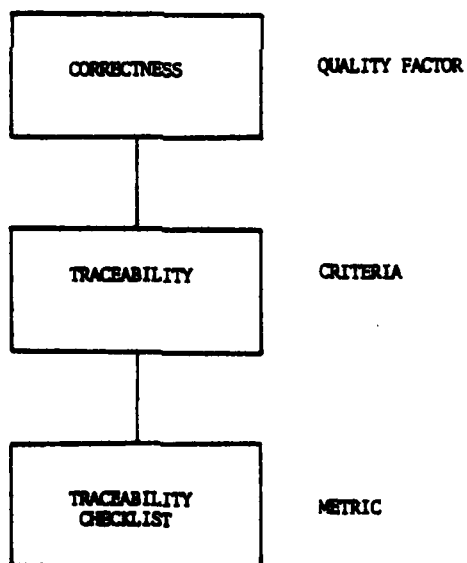 CORRECTNESS QUALITY FACTOR
TRACEABILITY CRITERIA
TRACEABILITY
CHECKLIST
METRIC